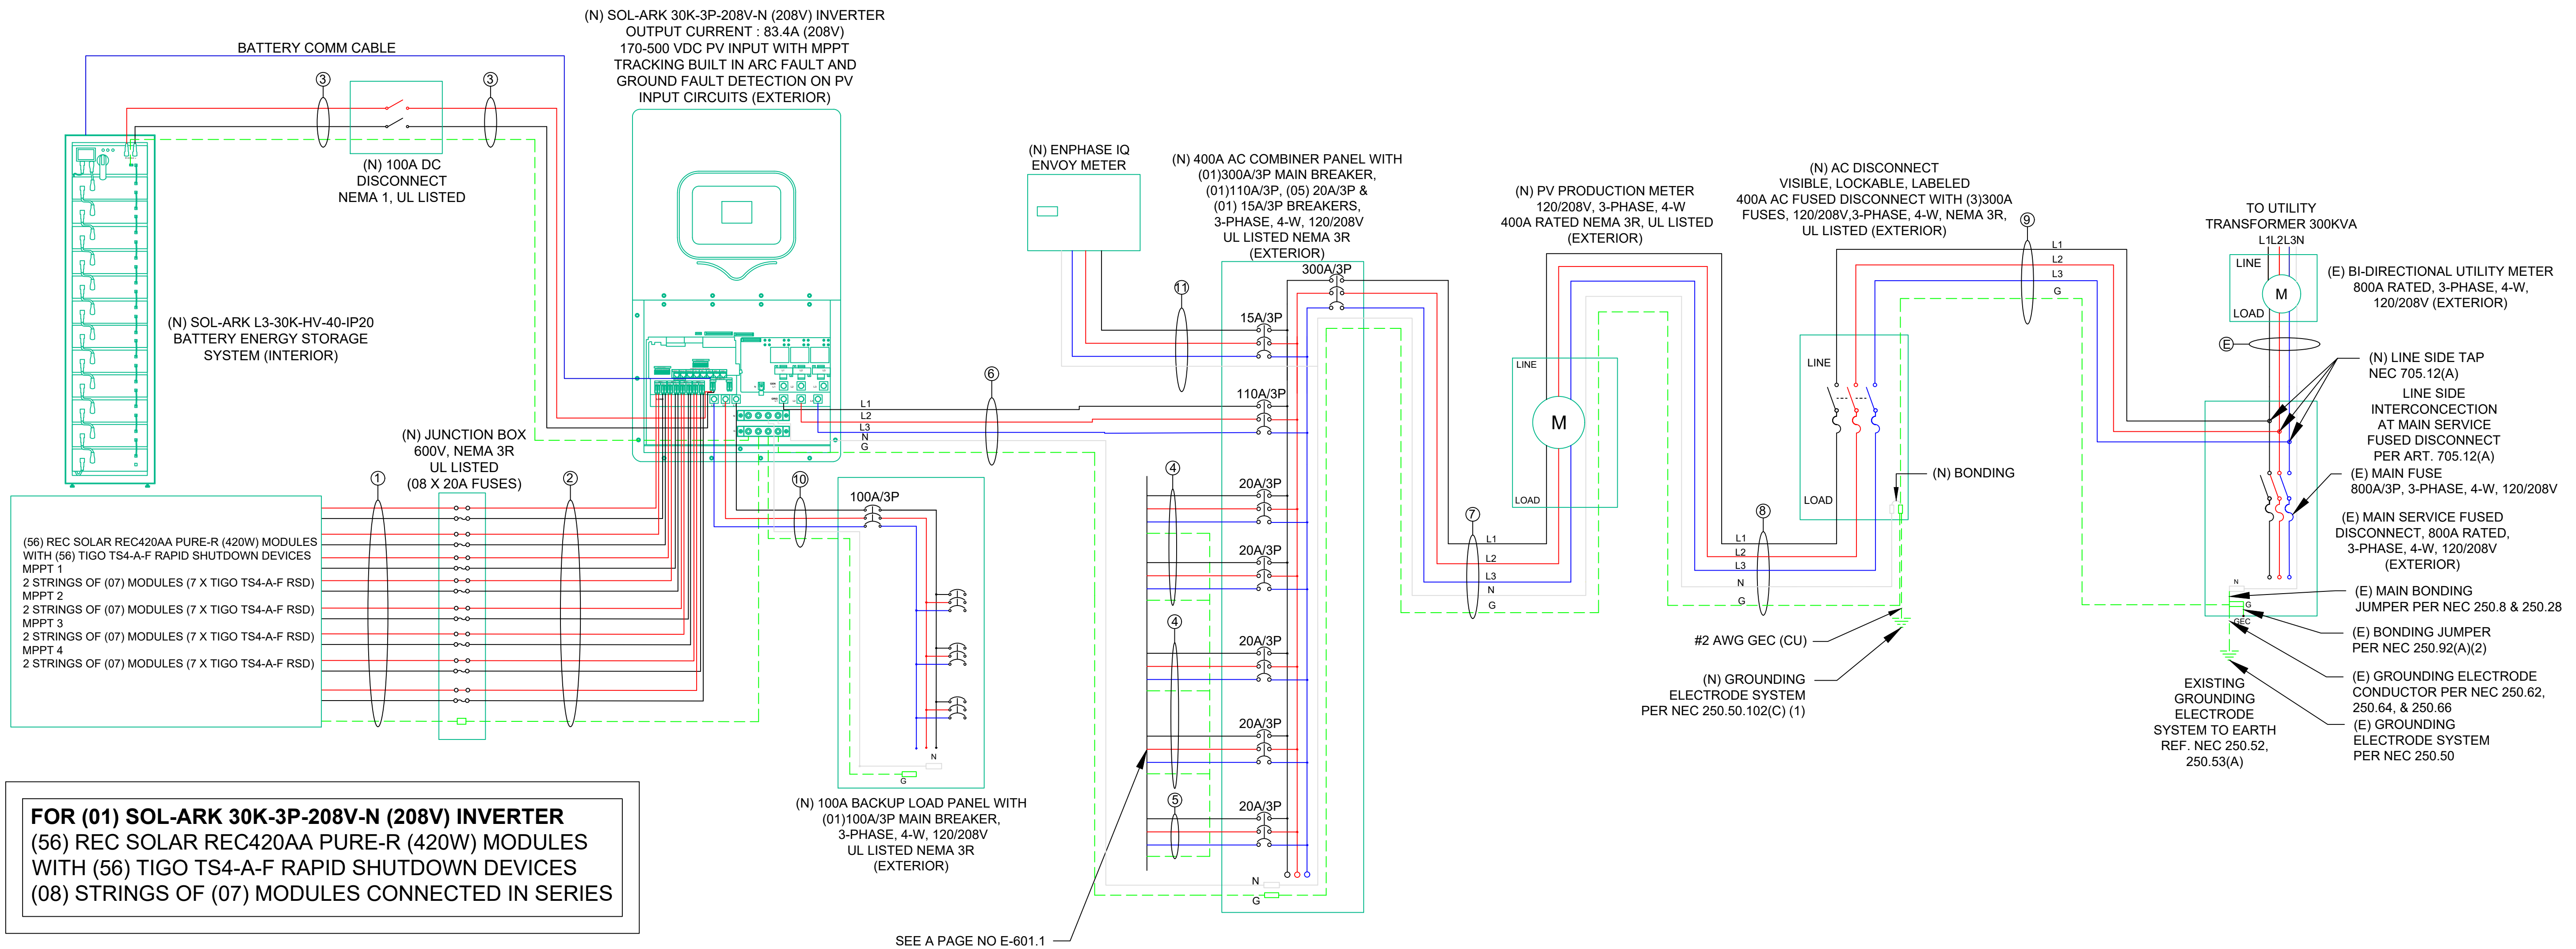 (N) SOL-ARK 30K-3P-208V-N (208V) INVERTER
OUTPUT CURRENT : 83.4A (208V)
170-500 VDC PV INPUT WITH MPPT
TRACKING BUILT IN ARC FAULT AND
GROUND FAULT DETECTION ON PV
INPUT CIRCUITS (EXTERIOR)
BATTERY COMM CABLE
3
3
(N) 100A DC
DISCONNECT
NEMA 1, UL LISTED
(N) SOL-ARK L3-30K-HV-40-IP20
BATTERY ENERGY STORAGE
SYSTEM (INTERIOR)
(N) JUNCTION BOX
600V, NEMA 3R
UL LISTED
(08 X 20A FUSES)
1
2
(56) REC SOLAR REC420AA PURE-R (420W) MODULES
WITH (56) TIGO TS4-A-F RAPID SHUTDOWN DEVICES
MPPT 1
2 STRINGS OF (07) MODULES (7 X TIGO TS4-A-F RSD)
MPPT 2
2 STRINGS OF (07) MODULES (7 X TIGO TS4-A-F RSD)
MPPT 3
2 STRINGS OF (07) MODULES (7 X TIGO TS4-A-F RSD)
MPPT 4
2 STRINGS OF (07) MODULES (7 X TIGO TS4-A-F RSD)
FOR (01) SOL-ARK 30K-3P-208V-N (208V) INVERTER
(56) REC SOLAR REC420AA PURE-R (420W) MODULES
WITH (56) TIGO TS4-A-F RAPID SHUTDOWN DEVICES
(08) STRINGS OF (07) MODULES CONNECTED IN SERIES
L1
L2
L3
N
G
6
10
100A/3P
N
G
(N) 100A BACKUP LOAD PANEL WITH
(01)100A/3P MAIN BREAKER,
3-PHASE, 4-W, 120/208V
UL LISTED NEMA 3R
(EXTERIOR)
(N) ENPHASE IQ
ENVOY METER
11
(N) 400A AC COMBINER PANEL WITH
(01)300A/3P MAIN BREAKER,
(01)110A/3P, (05) 20A/3P &
(01) 15A/3P BREAKERS,
3-PHASE, 4-W, 120/208V
UL LISTED NEMA 3R
(EXTERIOR)
300A/3P
15A/3P
110A/3P
20A/3P
20A/3P
20A/3P
20A/3P
20A/3P
4
4
5
N
G
SEE A PAGE NO E-601.1
(N) PV PRODUCTION METER
120/208V, 3-PHASE, 4-W
400A RATED NEMA 3R, UL LISTED
(EXTERIOR)
LINE
M
LOAD
7
L1
L2
L3
N
G
8
L1
L2
L3
N
G
(N) AC DISCONNECT
VISIBLE, LOCKABLE, LABELED
400A AC FUSED DISCONNECT WITH (3)300A
FUSES, 120/208V,3-PHASE, 4-W, NEMA 3R,
UL LISTED (EXTERIOR)
LINE
LOAD
9
L1
L2
L3
G
(N) BONDING
#2 AWG GEC (CU)
(N) GROUNDING
ELECTRODE SYSTEM
PER NEC 250.50.102(C) (1)
TO UTILITY
TRANSFORMER 300KVA
L1L2L3N
LINE
M
LOAD
(E) BI-DIRECTIONAL UTILITY METER
800A RATED, 3-PHASE, 4-W,
120/208V (EXTERIOR)
E
(N) LINE SIDE TAP
NEC 705.12(A)
LINE SIDE
INTERCONCECTION
AT MAIN SERVICE
FUSED DISCONNECT
PER ART. 705.12(A)
(E) MAIN FUSE
800A/3P, 3-PHASE, 4-W, 120/208V
(E) MAIN SERVICE FUSED
DISCONNECT, 800A RATED,
3-PHASE, 4-W, 120/208V
(EXTERIOR)
N
G
GEC
(E) MAIN BONDING
JUMPER PER NEC 250.8 & 250.28
(E) BONDING JUMPER
PER NEC 250.92(A)(2)
(E) GROUNDING ELECTRODE
CONDUCTOR PER NEC 250.62,
250.64, & 250.66
(E) GROUNDING
ELECTRODE SYSTEM
PER NEC 250.50
EXISTING
GROUNDING
ELECTRODE
SYSTEM TO EARTH
REF. NEC 250.52,
250.53(A)